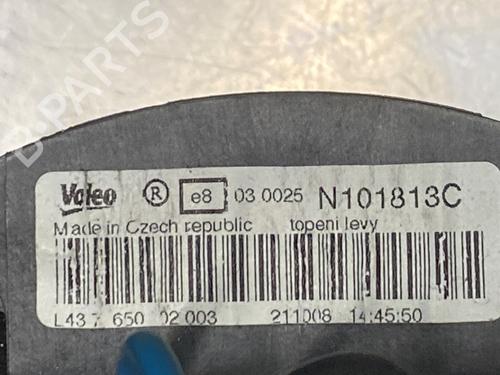 B-PARTS
Valeo ® e8 03 0025 N101813C
Made in Czech republic topeni levy
L43 7 650 02 003 211008 14:45:50